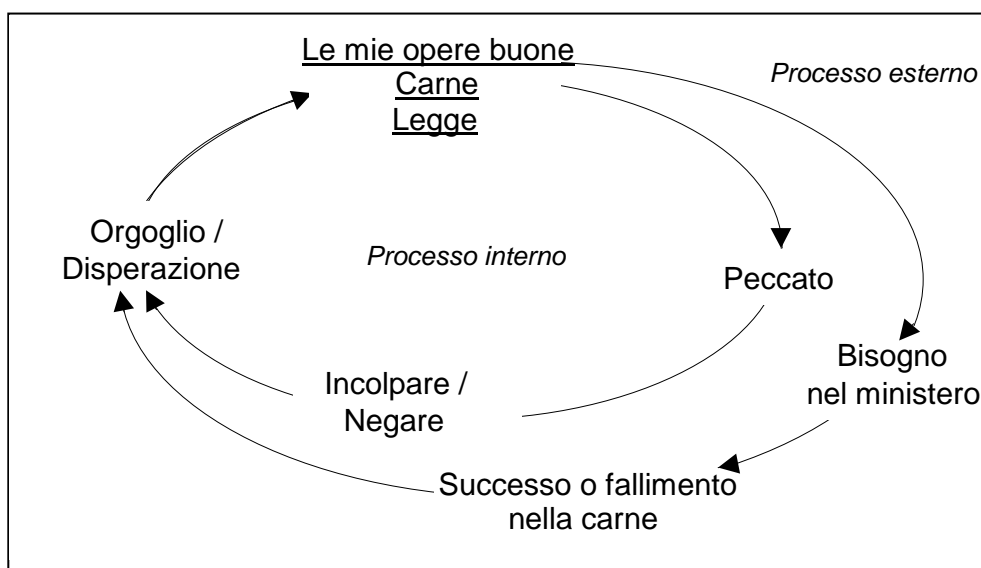 Le mie opere buone
Carne
Legge
Processo esterno
Orgoglio /
Disperazione
Processo interno
Peccato
Bisogno
nel ministero
Incolpare /
Negare
Successo o fallimento
nella carne